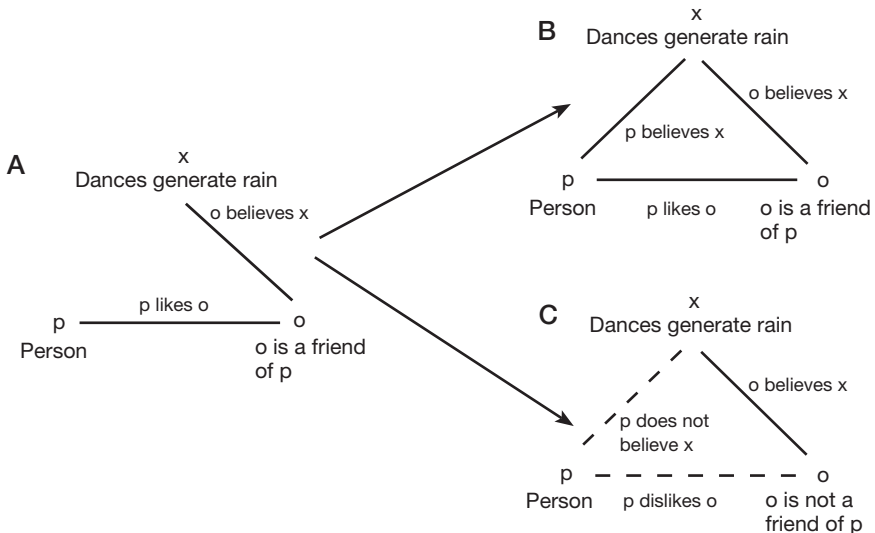 A
x
Dances generate rain
o believes x
p likes o
p
o
Person
o is a friend
of p
B
x
Dances generate rain
o believes x
p believes x
p
o
Person
p likes o
o is a friend
of p
C
x
Dances generate rain
o believes x
p does not
believe x
p
o
Person
p dislikes o
o is not a
friend of p